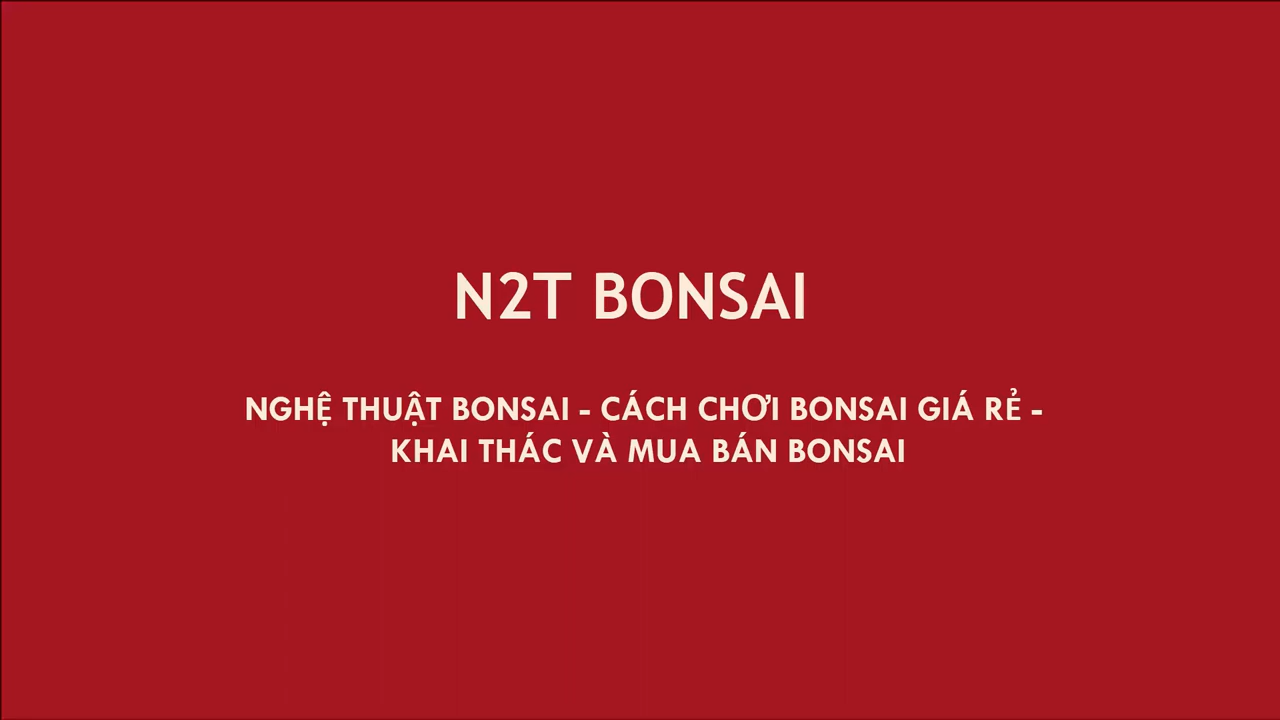 N2T BONSAI
NGHỆ THUẬT BONSAI - CÁCH CHƠI BONSAI GIÁ RẺ -
KHAI THÁC VÀ MUA BÁN BONSAI